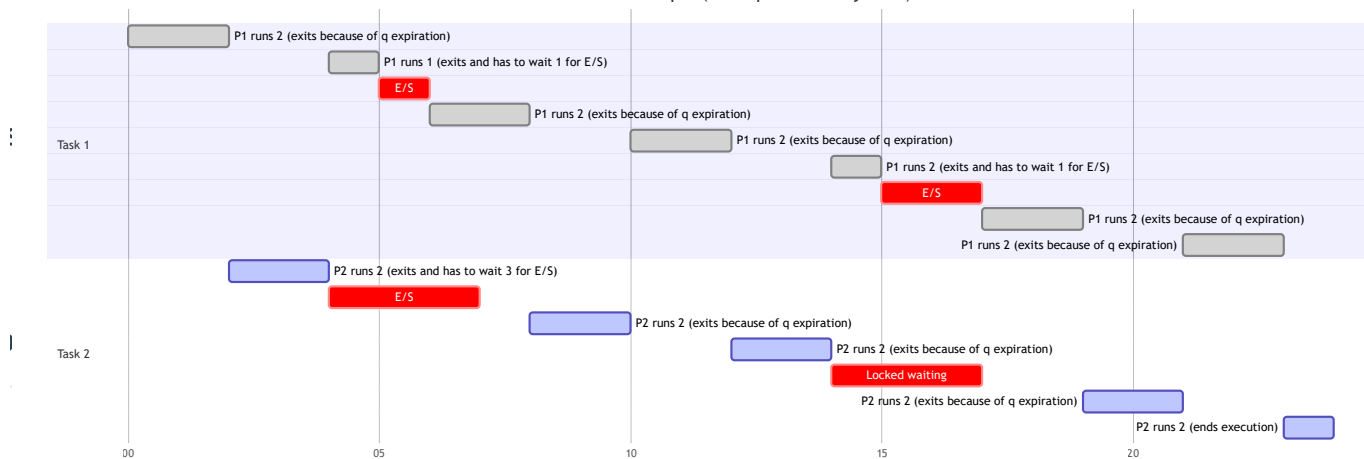 P1 runs 2 (exits because of q expiration)
P1 runs 1 (exits and has to wait 1 for E/S)
E/S
P1 runs 2 (exits because of q expiration)
P1 runs 2 (exits because of q expiration)
Task 1
P1 runs 2 (exits and has to wait 1 for E/S)
E/S
P1 runs 2 (exits because of q expiration)
P1 runs 2 (exits because of q expiration)
P2 runs 2 (exits and has to wait 3 for E/S)
E/S
P2 runs 2 (exits because of q expiration)
P2 runs 2 (exits because of q expiration)
Task 2
Locked waiting
P2 runs 2 (exits because of q expiration)
P2 runs 2 (ends execution)
00 05 10 15 20